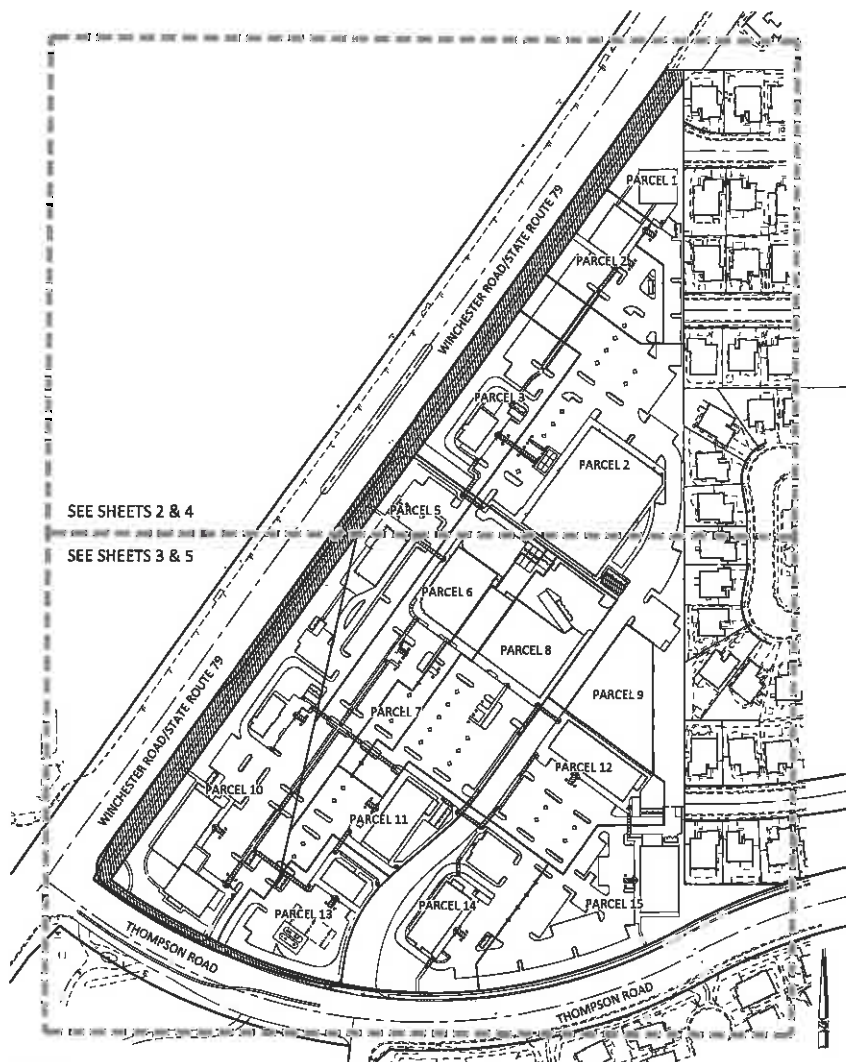 PARCEL 1
WINCHESTER ROAD/STATE ROUTE 79
PARCEL 2
PARCEL 3
PARCEL 2
PARCEL 5
SEE SHEETS 2 & 4
SEE SHEETS 3 & 5
PARCEL 6
PARCEL 8
WINCHESTER ROAD/STATE ROUTE 79
PARCEL 9
PARCEL 7
PARCEL 12
PARCEL 10
PARCEL 11
PARCEL 13
PARCEL 14
PARCEL 15
THOMPSON ROAD
THOMPSON ROAD